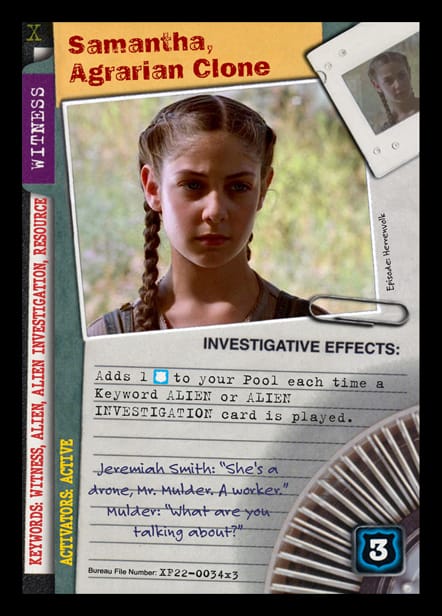 X
WITNESS
Samantha,
Agrarian Clone
Episode: Herrenvolk
KEYWORDS: WITNESS, ALIEN, ALIEN INVESTIGATION, RESOURCE
ACTIVATORS: ACTIVE
INVESTIGATIVE EFFECTS:
Adds 1 to your Pool each time a
Keyword ALIEN or ALIEN
INVESTIGATION card is played.
Jeremiah Smith: "She's a
drone, Mr. Mulder. A worker."
Mulder: "What are you
talking about?"
3
Bureau File Number: XP22-0034x3